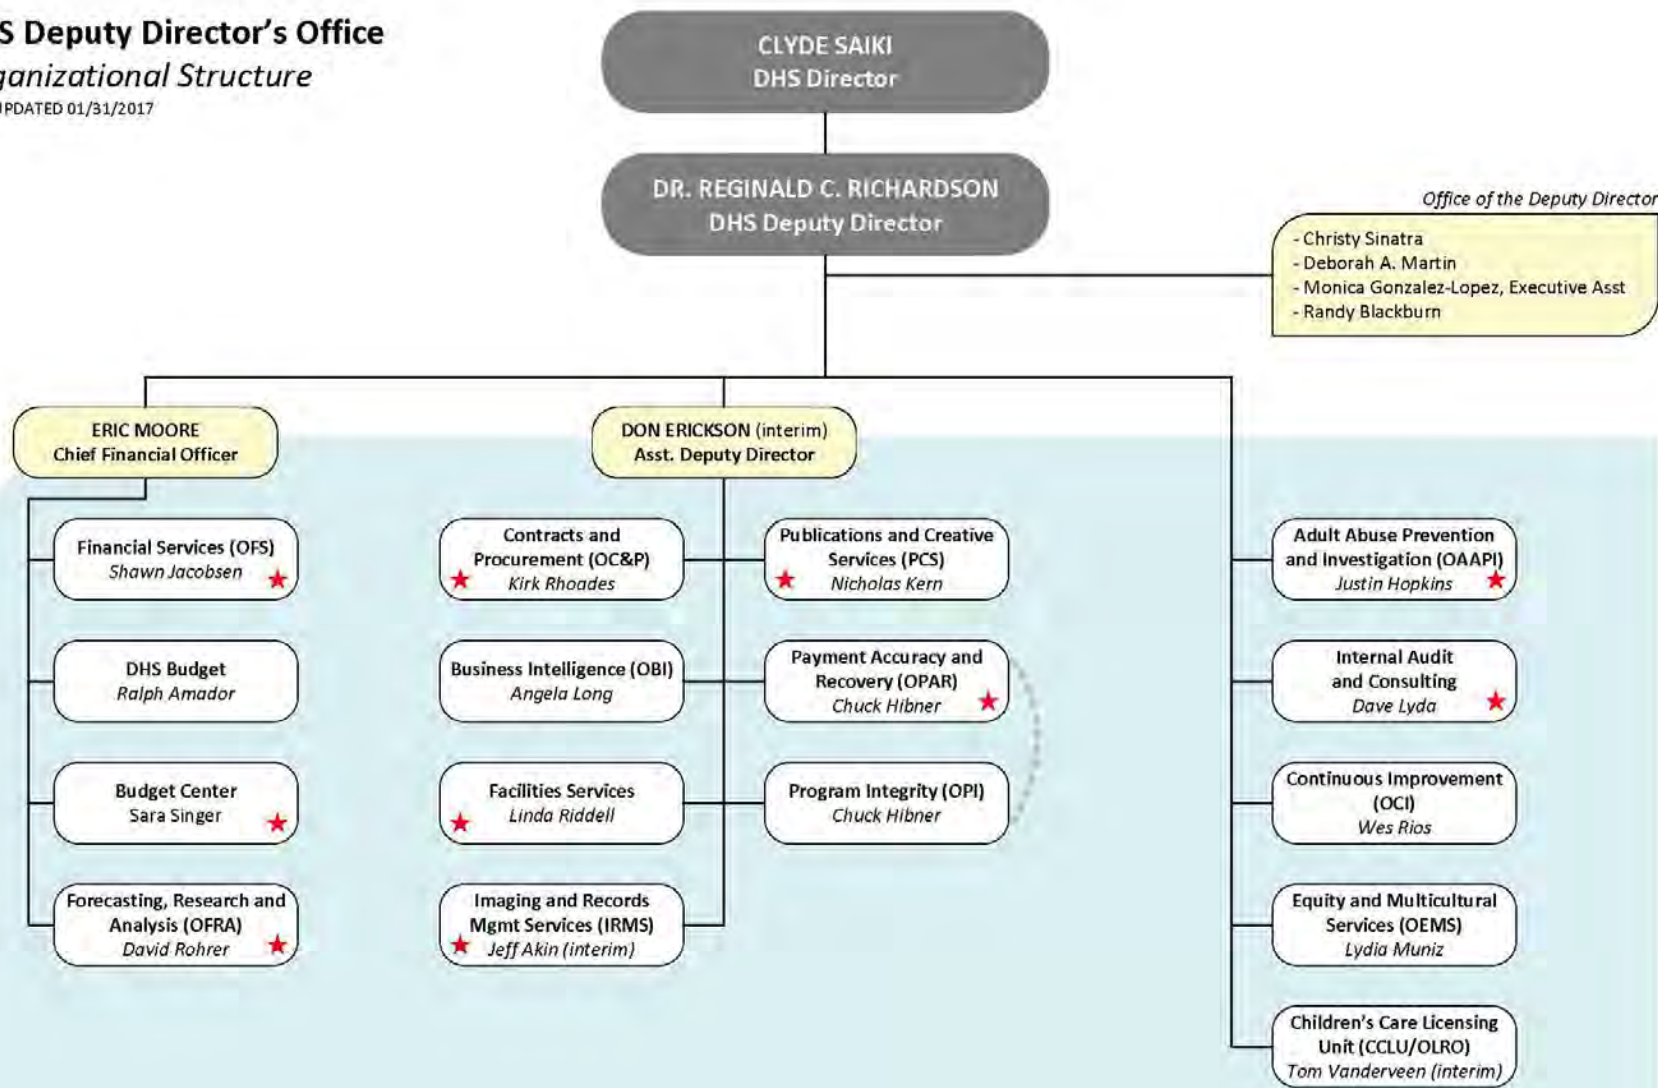 S Deputy Director's Office
ganizational Structure
PDATED 01/31/2017
CLYDE SAIKI
DHS Director
DR. REGINALD C. RICHARDSON
DHS Deputy Director
Office of the Deputy Director
- Christy Sinatra
- Deborah A. Martin
- Monica Gonzalez-Lopez, Executive Asst
- Randy Blackburn
ERIC MOORE
Chief Financial Officer
Financial Services (OFS)
Shawn Jacobsen
DHS Budget
Ralph Amador
Budget Center
Sara Singer
Forecasting, Research and
Analysis (OFRA)
David Rohrer
DON ERICKSON (interim)
Asst. Deputy Director
Contracts and
Procurement (OC&P)
Kirk Rhoades
Business Intelligence (OBI)
Angela Long
Facilities Services
Linda Riddell
Imaging and Records
Mgmt Services (IRMS)
Jeff Akin (interim)
Publications and Creative
Services (PCS)
Nicholas Kern
Payment Accuracy and
Recovery (OPAR)
Chuck Hibner
Program Integrity (OPI)
Chuck Hibner
Adult Abuse Prevention
and Investigation (OAAPI)
Justin Hopkins
Internal Audit
and Consulting
Dave Lyda
Continuous Improvement
(OCI)
Wes Rios
Equity and Multicultural
Services (OEMS)
Lydia Muniz
Children's Care Licensing
Unit (CCLU/OLRO)
Tom Vanderveen (interim)